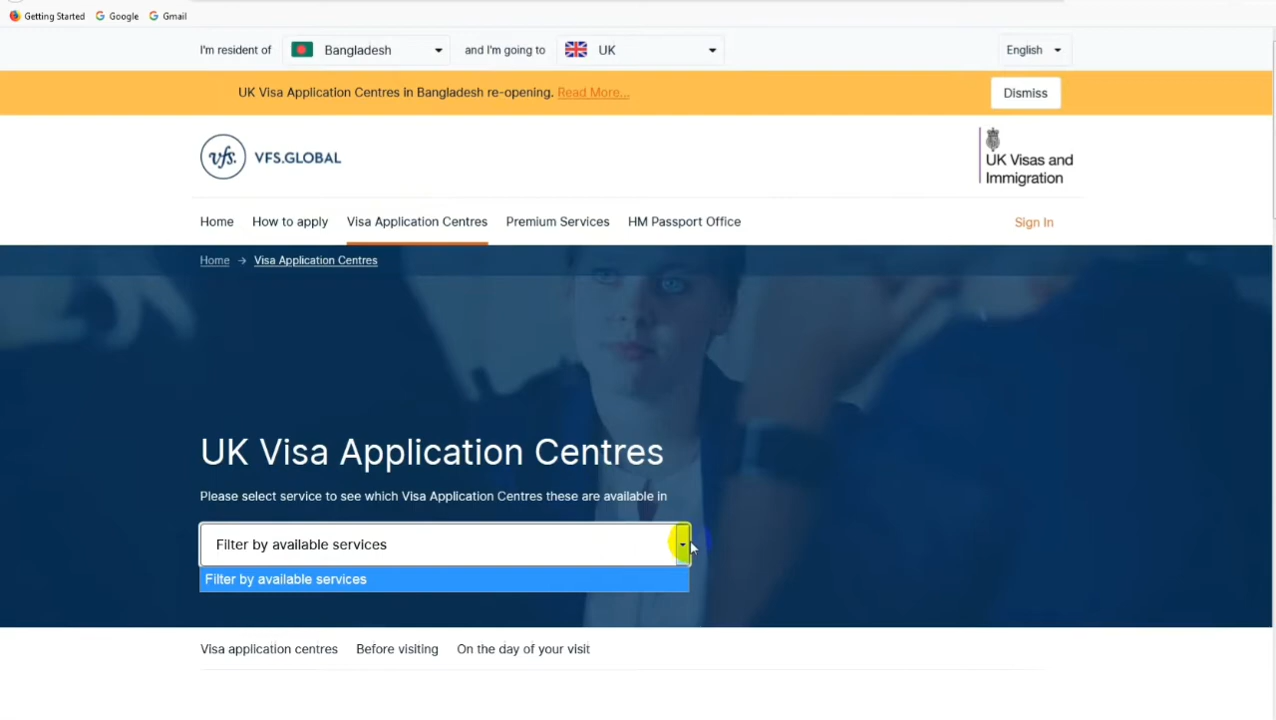 Getting Started Google Gmail
I'm resident of Bangladesh and I'm going to UK English
UK Visa Application Centres in Bangladesh re-opening. Read More... Dismiss
vfs. VFS.GLOBAL
UK Visas and
Immigration
Home How to apply Visa Application Centres Premium Services HM Passport Office Sign In
Home → Visa Application Centres
UK Visa Application Centres
Please select service to see which Visa Application Centres these are available in
Filter by available services
Filter by available services
Visa application centres Before visiting On the day of your visit